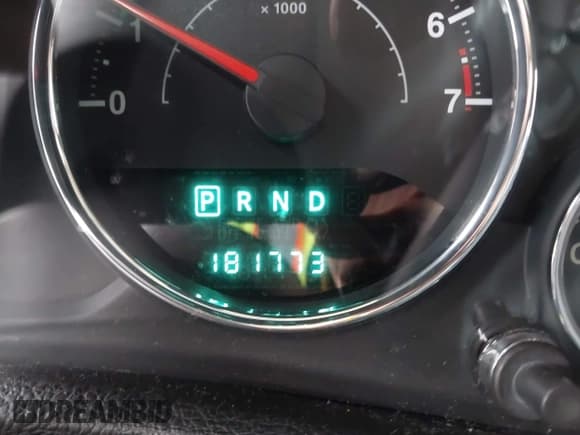 x 1000
1 6
0 7
P R N D
181773
DREAMBID